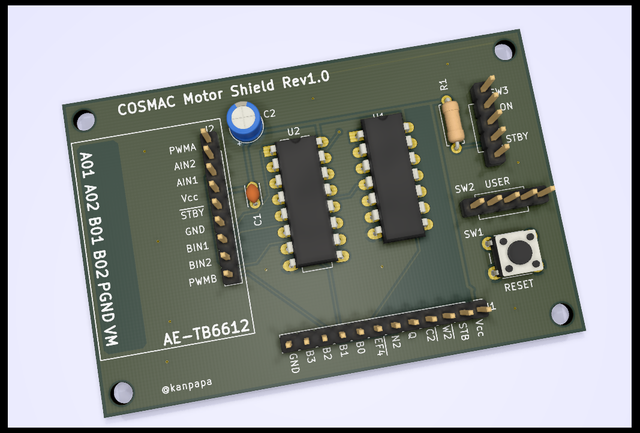 COSMAC Motor Shield Rev1.0
C2
R1
SW3
ON
STBY
U2
U1
J2
PWMA
AIN2
AIN1
Vcc
STBY
GND
BIN1
BIN2
PWMB
C1
SW2
USER
SW1
RESET
AO1 AO2 BO1 BO2 PGND VM
AE-TB6612
J1
GND
B3
B2
B1
B0
EF4
N2
Q
C2
W2
STB
Vcc
@kanpapa